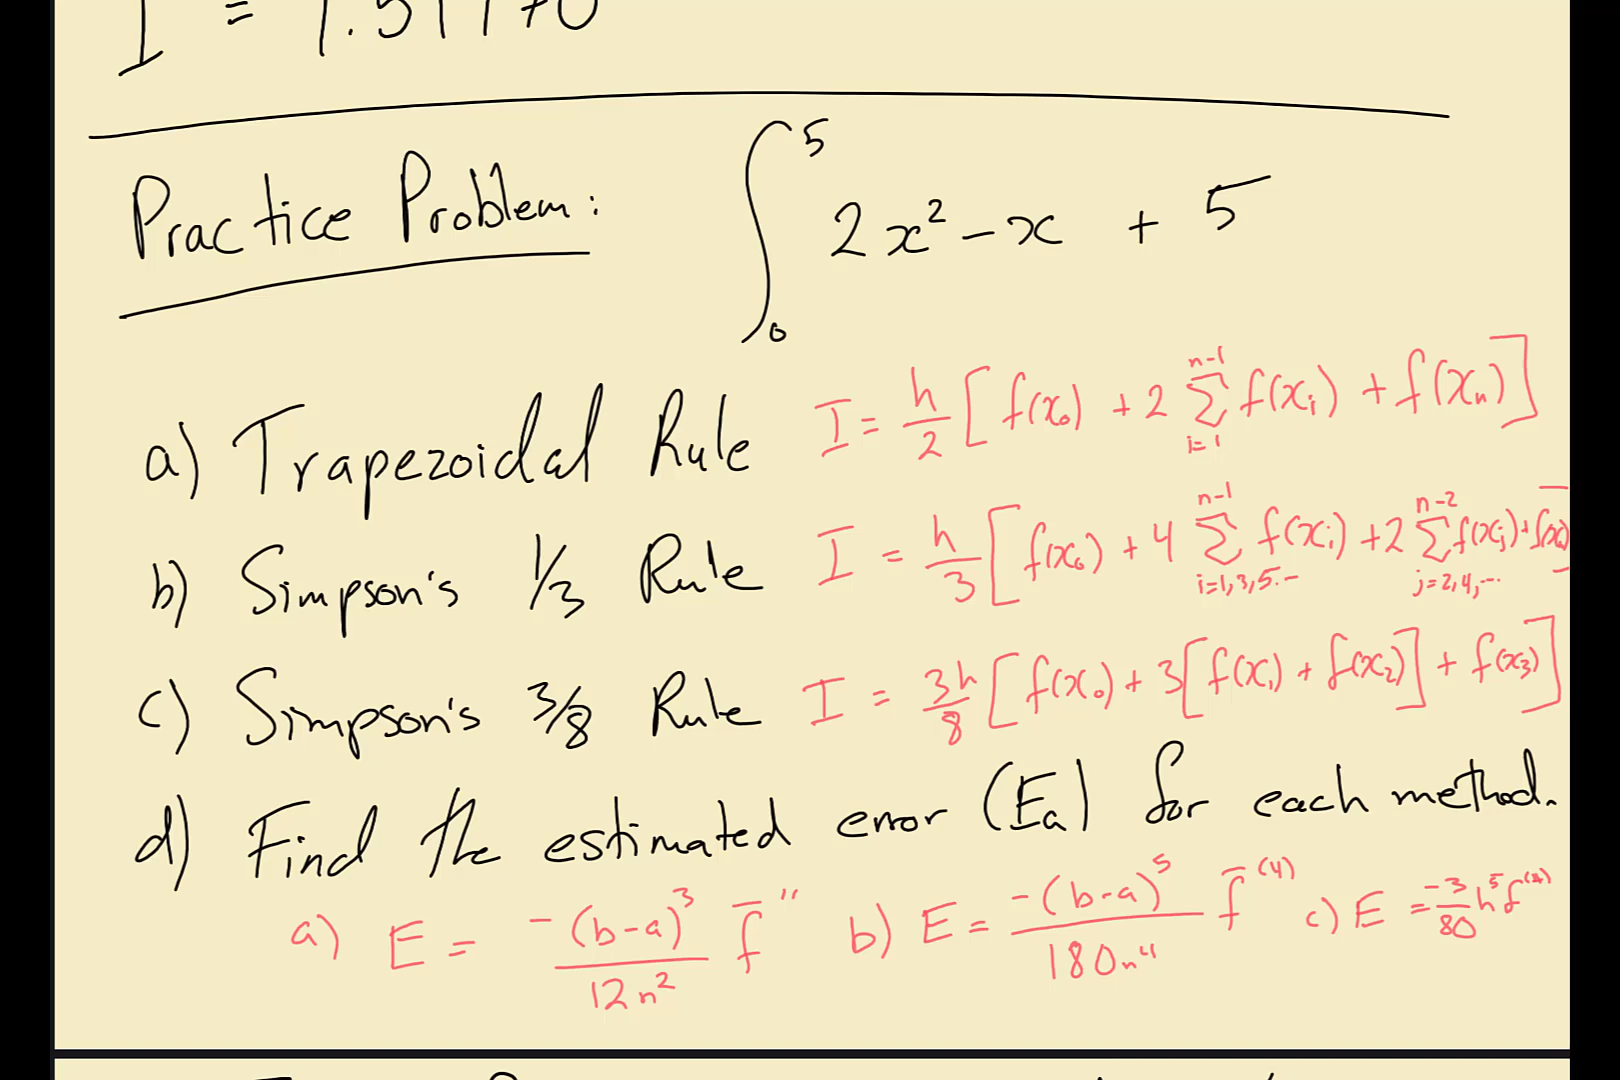 I =
Practice Problem: ∫₀⁵ 2x² - x + 5
a) Trapezoidal Rule I = h/2 [f(x₀) + 2 Σ_{i=1}^{n-1} f(xᵢ) + f(xₙ)]
b) Simpson's 1/3 Rule I = h/3 [f(x₀) + 4 Σ_{i=1,3,5..}^{n-1} f(xᵢ) + 2 Σ_{j=2,4,...}^{n-2} f(xⱼ) + f(xₙ)]
c) Simpson's 3/8 Rule I = 3h/8 [f(x₀) + 3[f(x₁) + f(x₂)] + f(x₃)]
d) Find the estimated error (Ea) for each method.
a) E = -(b-a)³/12n² f̄'' b) E = -(b-a)⁵/180n⁴ f̄⁽⁴⁾ c) E = -3/80 h⁵ f⁽⁴⁾